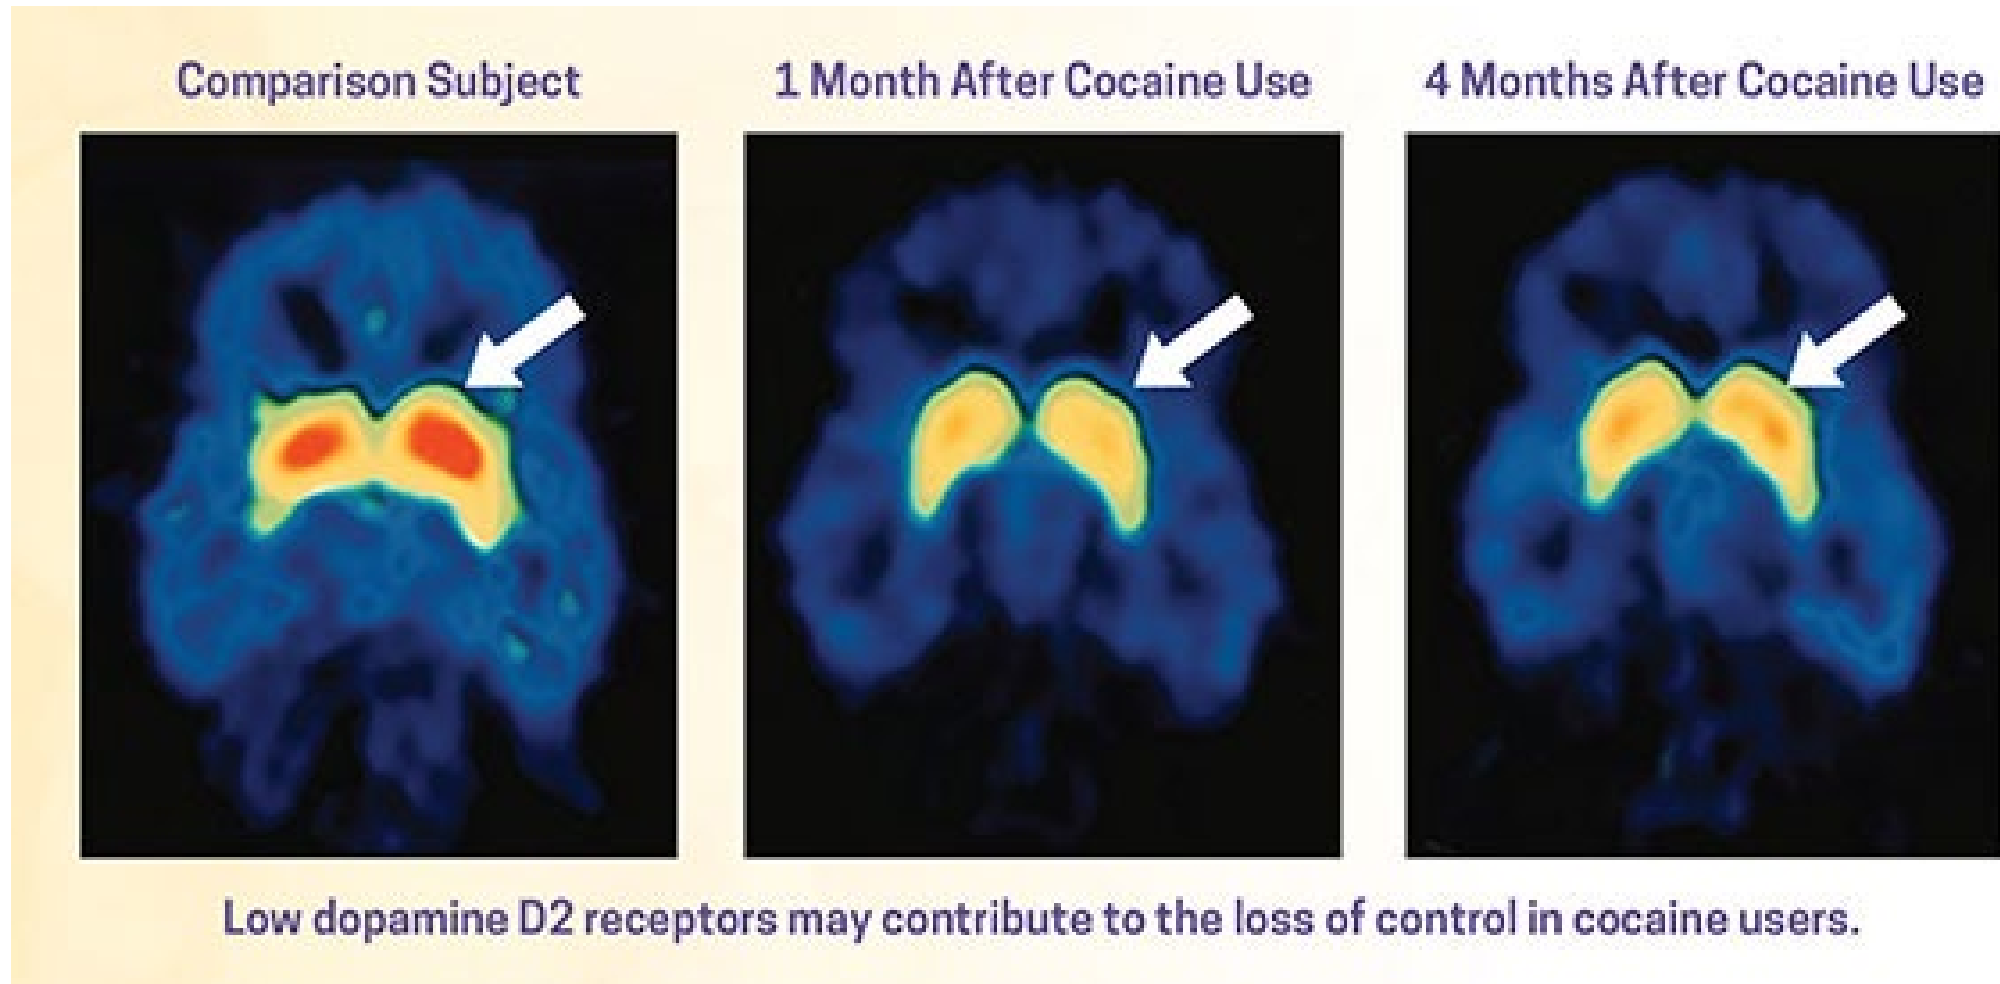 Comparison Subject
1 Month After Cocaine Use
4 Months After Cocaine Use
Low dopamine D2 receptors may contribute to the loss of control in cocaine users.